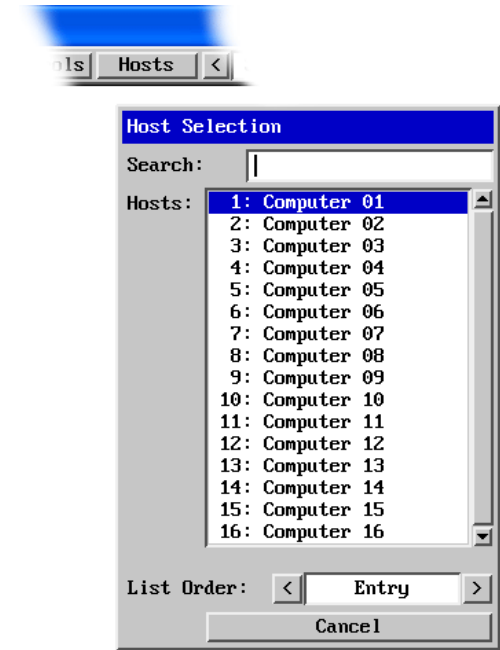 ols Hosts <
Host Selection
Search:
Hosts:
1: Computer 01
2: Computer 02
3: Computer 03
4: Computer 04
5: Computer 05
6: Computer 06
7: Computer 07
8: Computer 08
9: Computer 09
10: Computer 10
11: Computer 11
12: Computer 12
13: Computer 13
14: Computer 14
15: Computer 15
16: Computer 16
List Order: < Entry >
Cancel